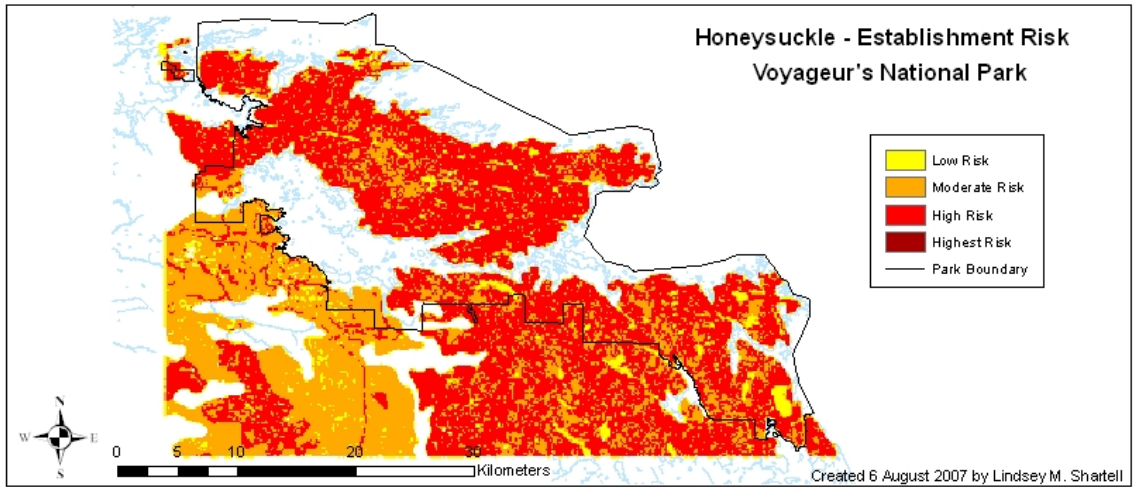 Honeysuckle - Establishment Risk
Voyageur's National Park
Low Risk
Moderate Risk
High Risk
Highest Risk
Park Boundary
N
W E
S
0 5 10 20 30
Kilometers
Created 6 August 2007 by Lindsey M. Shartell